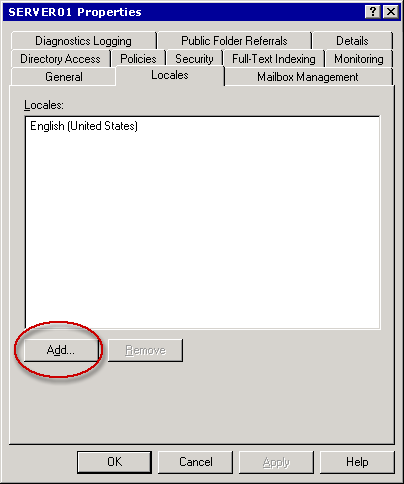 SERVER01 Properties
Diagnostics Logging Public Folder Referrals Details
Directory Access Policies Security Full-Text Indexing Monitoring
General Locales Mailbox Management
Locales:
English (United States)
Add... Remove
OK Cancel Apply Help